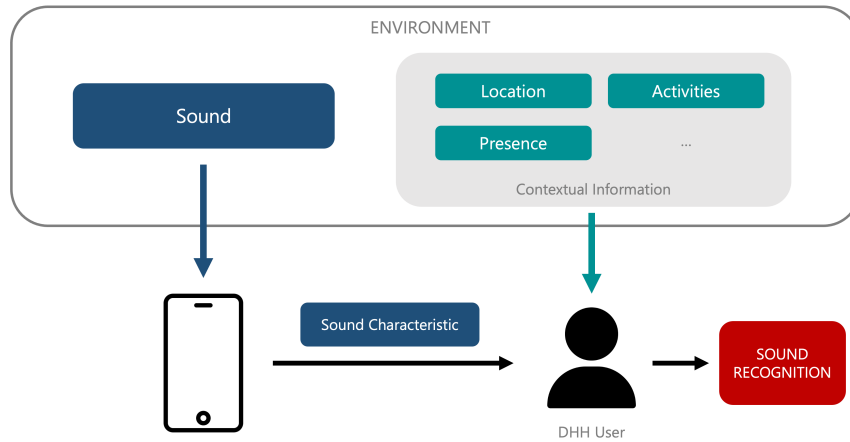 ENVIRONMENT
Sound
Location
Activities
Presence
...
Contextual Information
Sound Characteristic
SOUND
RECOGNITION
DHH User